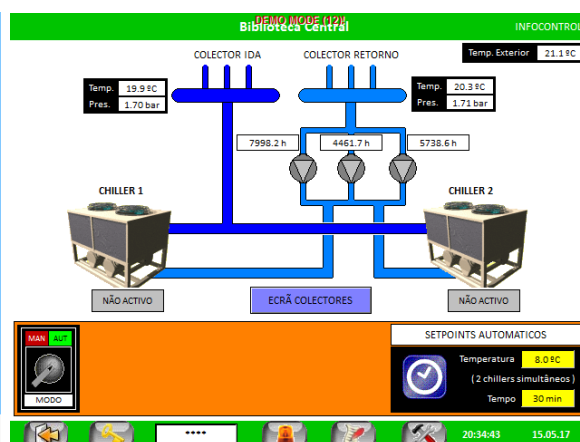 DEMO MODE (12)!
Biblioteca Central
INFOCONTROL
COLECTOR IDA
COLECTOR RETORNO
Temp. Exterior 21.1 ºC
Temp. 19.9 ºC
Pres. 1.70 bar
Temp. 20.3 ºC
Pres. 1.71 bar
7998.2 h
4461.7 h
5738.6 h
CHILLER 1
CHILLER 2
NÃO ACTIVO
ECRÃ COLECTORES
NÃO ACTIVO
MAN AUT
MODO
SETPOINTS AUTOMATICOS
Temperatura 8.0 ºC
( 2 chillers simultâneos )
Tempo 30 min
****
20:34:43 15.05.17